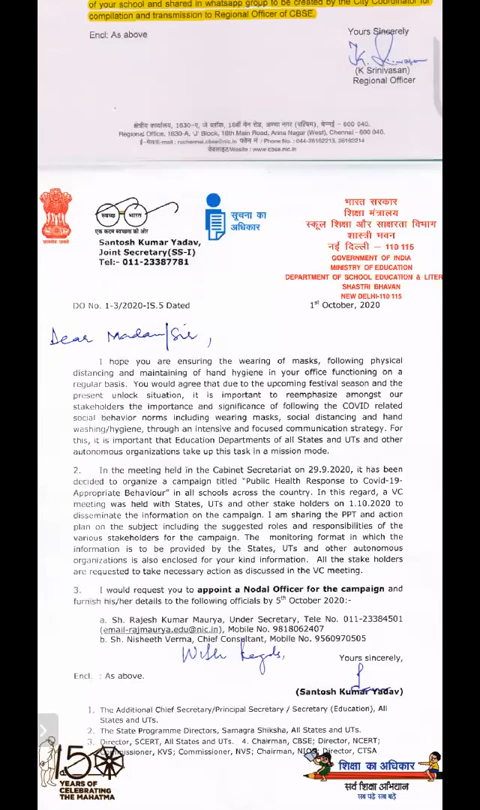 of your school and shared in whatsapp group to be created by the City Coordinator for
compilation and transmission to Regional Officer of CBSE.
Encl: As above
Yours Sincerely
(K Srinivasan)
Regional Officer
क्षेत्रीय कार्यालय, 1630-ए, जे ब्लॉक, 16वीं मेन रोड, अण्णा नगर (पश्चिम), चेन्नई - 600 040.
Regional Office, 1630-A, 'J' Block, 16th Main Road, Anna Nagar (West), Chennai - 600 040.
स्वच्छ भारत
एक कदम स्वच्छता की ओर
सूचना का
अधिकार
Santosh Kumar Yadav,
Joint Secretary(SS-I)
Tel:- 011-23387781
भारत सरकार
शिक्षा मंत्रालय
स्कूल शिक्षा और साक्षरता विभाग
शास्त्री भवन
नई दिल्ली - 110 115
GOVERNMENT OF INDIA
MINISTRY OF EDUCATION
DEPARTMENT OF SCHOOL EDUCATION & LITER
SHASTRI BHAVAN
NEW DELHI-110 115
DO No. 1-3/2020-IS.5 Dated
1st October, 2020
Dear Madam/Sir,
I hope you are ensuring the wearing of masks, following physical
distancing and maintaining of hand hygiene in your office functioning on a
regular basis. You would agree that due to the upcoming festival season and the
present unlock situation, it is important to reemphasize amongst our
stakeholders the importance and significance of following the COVID related
social behavior norms including wearing masks, social distancing and hand
washing/hygiene, through an intensive and focused communication strategy. For
this, it is important that Education Departments of all States and UTs and other
autonomous organizations take up this task in a mission mode.
2. In the meeting held in the Cabinet Secretariat on 29.9.2020, it has been
decided to organize a campaign titled "Public Health Response to Covid-19-
Appropriate Behaviour" in all schools across the country. In this regard, a VC
meeting was held with States, UTs and other stake holders on 1.10.2020 to
disseminate the information on the campaign. I am sharing the PPT and action
plan on the subject including the suggested roles and responsibilities of the
various stakeholders for the campaign. The monitoring format in which the
information is to be provided by the States, UTs and other autonomous
organizations is also enclosed for your kind information. All the stake holders
are requested to take necessary action as discussed in the VC meeting.
3. I would request you to appoint a Nodal Officer for the campaign and
furnish his/her details to the following officials by 5th October 2020:-
a. Sh. Rajesh Kumar Maurya, Under Secretary, Tele No. 011-23384501
(email-rajmaurya.edu@nic.in), Mobile No. 9818062407
b. Sh. Nisheeth Verma, Chief Consultant, Mobile No. 9560970505
With Regds,
Yours sincerely,
Encl. : As above.
(Santosh Kumar Yadav)
1. The Additional Chief Secretary/Principal Secretary / Secretary (Education), All
States and UTs.
2. The State Programme Directors, Samagra Shiksha, All States and UTs.
3. Director, SCERT, All States and UTs. 4. Chairman, CBSE; Director, NCERT;
Commissioner, KVS; Commissioner, NVS; Chairman, NIOS; Director, CTSA
150
YEARS OF
CELEBRATING
THE MAHATMA
शिक्षा का अधिकार
सर्व शिक्षा अभियान
सब पढ़ें सब बढ़ें